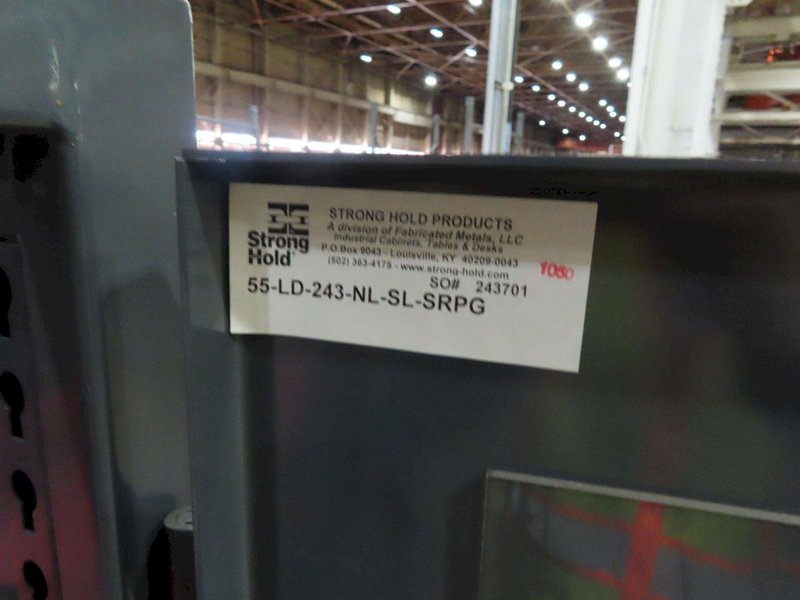 Strong
Hold
STRONG HOLD PRODUCTS
A division of Fabricated Metals, LLC
Industrial Cabinets, Tables & Desks
P.O.Box 9043 - Louisville, KY 40209-0043
(502) 363-4175 - www.strong-hold.com
SO# 243701
1050
55-LD-243-NL-SL-SRPG